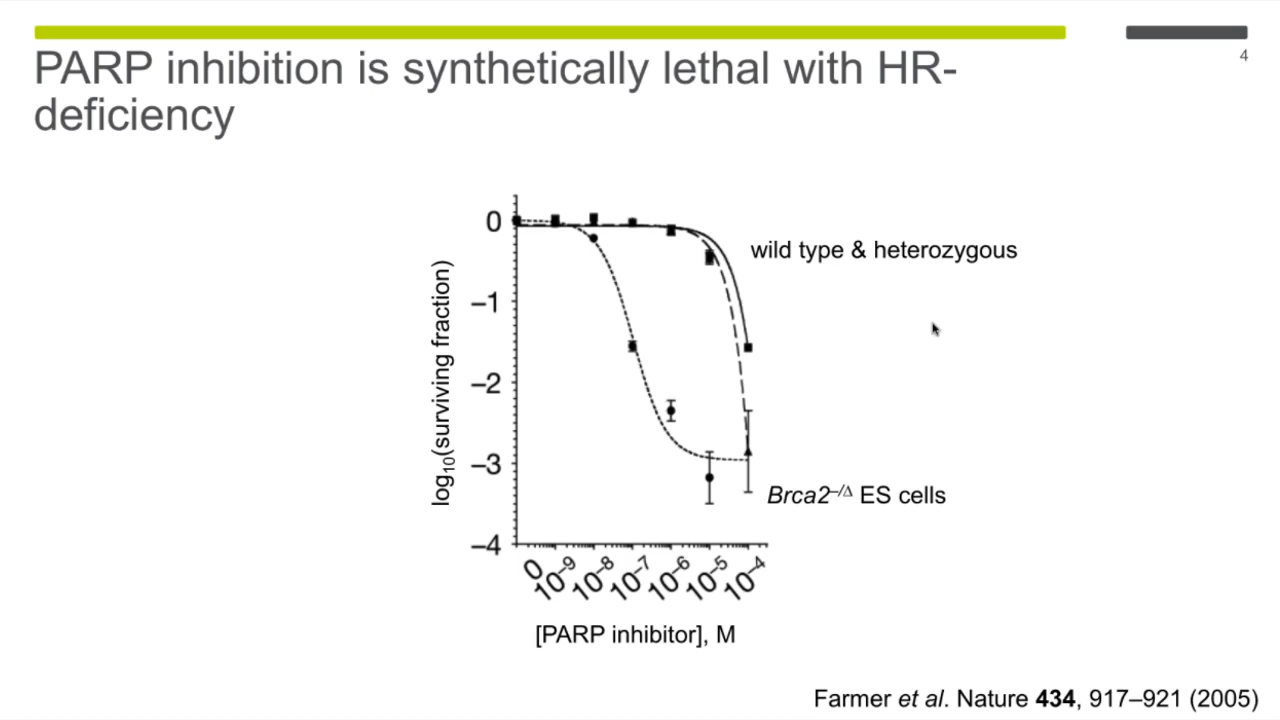 4
PARP inhibition is synthetically lethal with HR-
deficiency
0
–1
–2
–3
–4
log₁₀(surviving fraction)
wild type & heterozygous
Brca2⁻/ᐞ ES cells
0 10⁻⁹ 10⁻⁸ 10⁻⁷ 10⁻⁶ 10⁻⁵ 10⁻⁴
[PARP inhibitor], M
Farmer et al. Nature 434, 917–921 (2005)